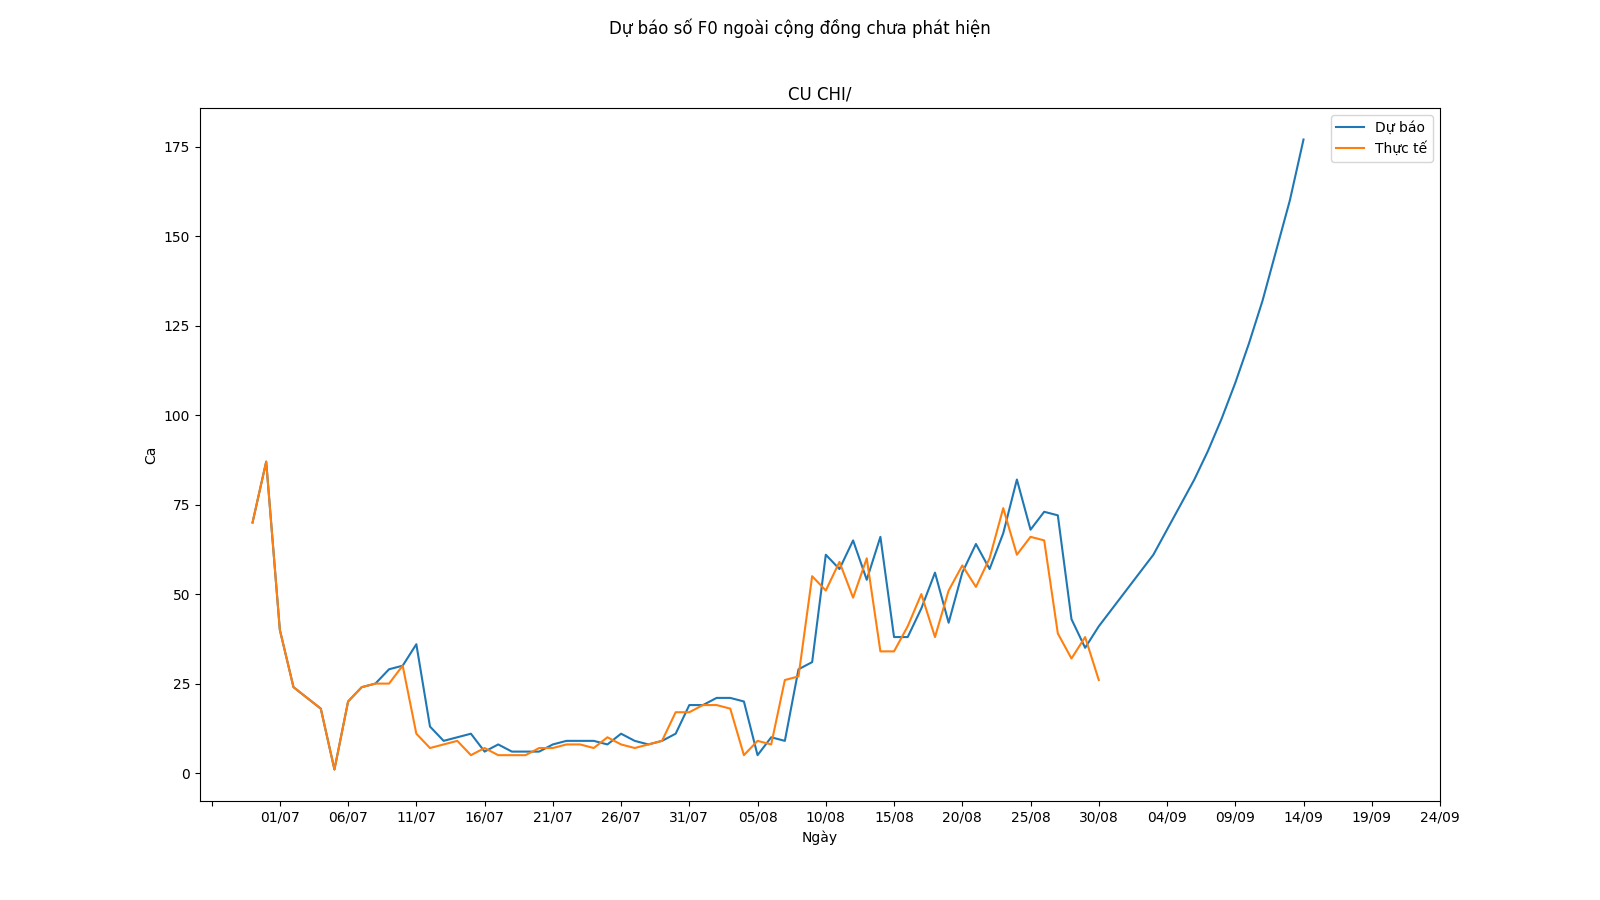 Dự báo số F0 ngoài cộng đồng chưa phát hiện
CU CHI/
Dự báo
Thực tế
175
150
125
100
75
50
25
0
Ca
01/07 06/07 11/07 16/07 21/07 26/07 31/07 05/08 10/08 15/08 20/08 25/08 30/08 04/09 09/09 14/09 19/09 24/09
Ngày